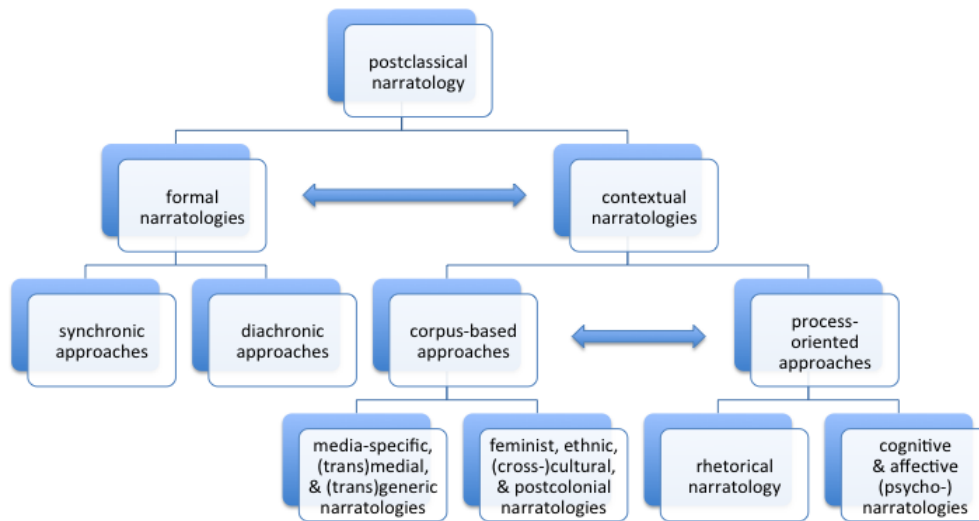 postclassical
narratology
formal
narratologies
contextual
narratologies
synchronic
approaches
diachronic
approaches
corpus-based
approaches
process-
oriented
approaches
media-specific,
(trans)medial,
& (trans)generic
narratologies
feminist, ethnic,
(cross-)cultural,
& postcolonial
narratologies
rhetorical
narratology
cognitive
& affective
(psycho-)
narratologies